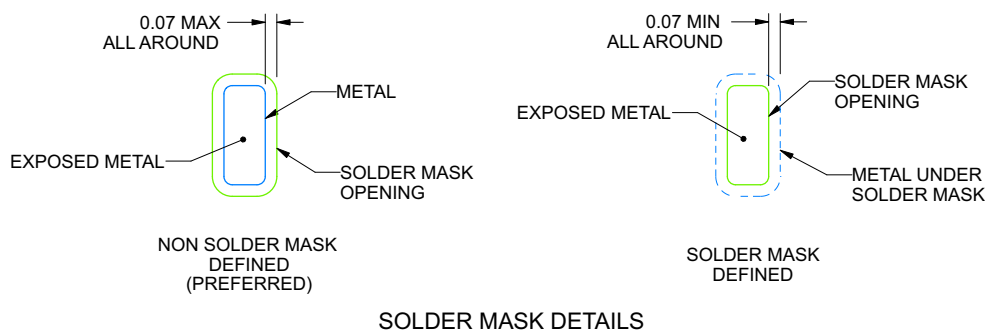 0.07 MAX
ALL AROUND
METAL
EXPOSED METAL
SOLDER MASK
OPENING
NON SOLDER MASK
DEFINED
(PREFERRED)
0.07 MIN
ALL AROUND
SOLDER MASK
OPENING
EXPOSED METAL
METAL UNDER
SOLDER MASK
SOLDER MASK
DEFINED
SOLDER MASK DETAILS